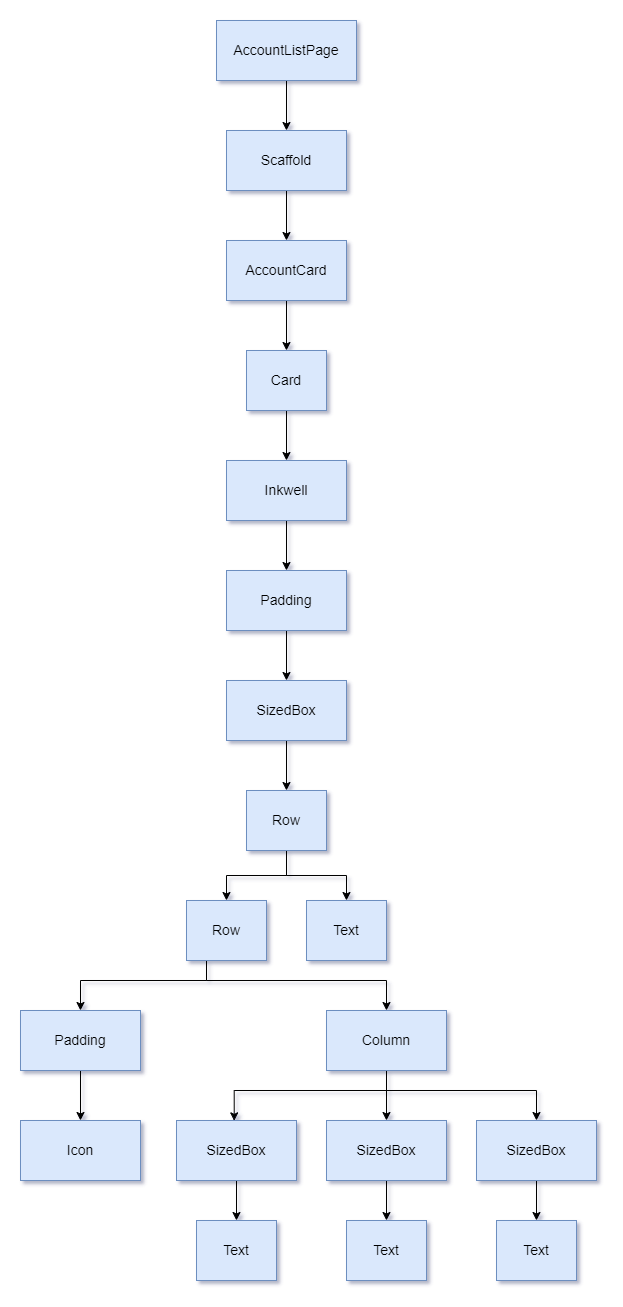 AccountListPage
Scaffold
AccountCard
Card
Inkwell
Padding
SizedBox
Row
Row
Text
Padding
Column
Icon
SizedBox
SizedBox
SizedBox
Text
Text
Text